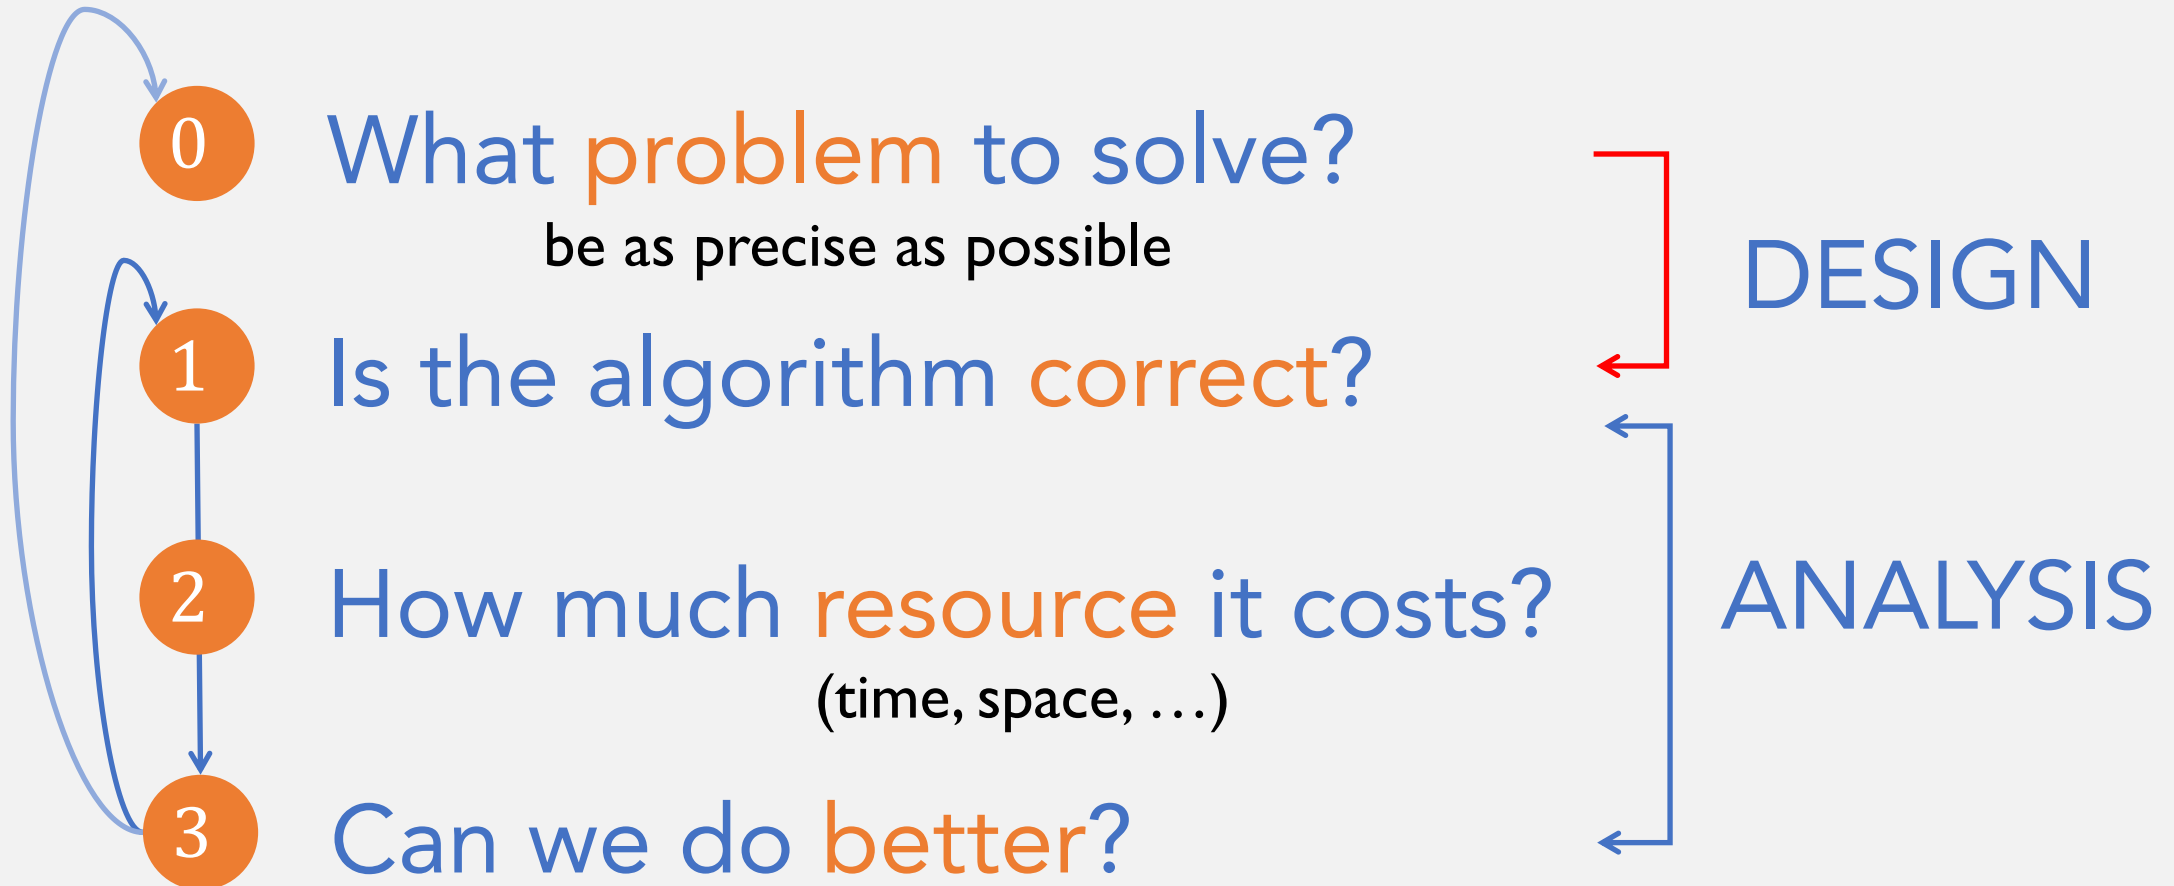 0 What problem to solve?
be as precise as possible
DESIGN
1 Is the algorithm correct?
2 How much resource it costs?
ANALYSIS
(time, space, …)
3 Can we do better?